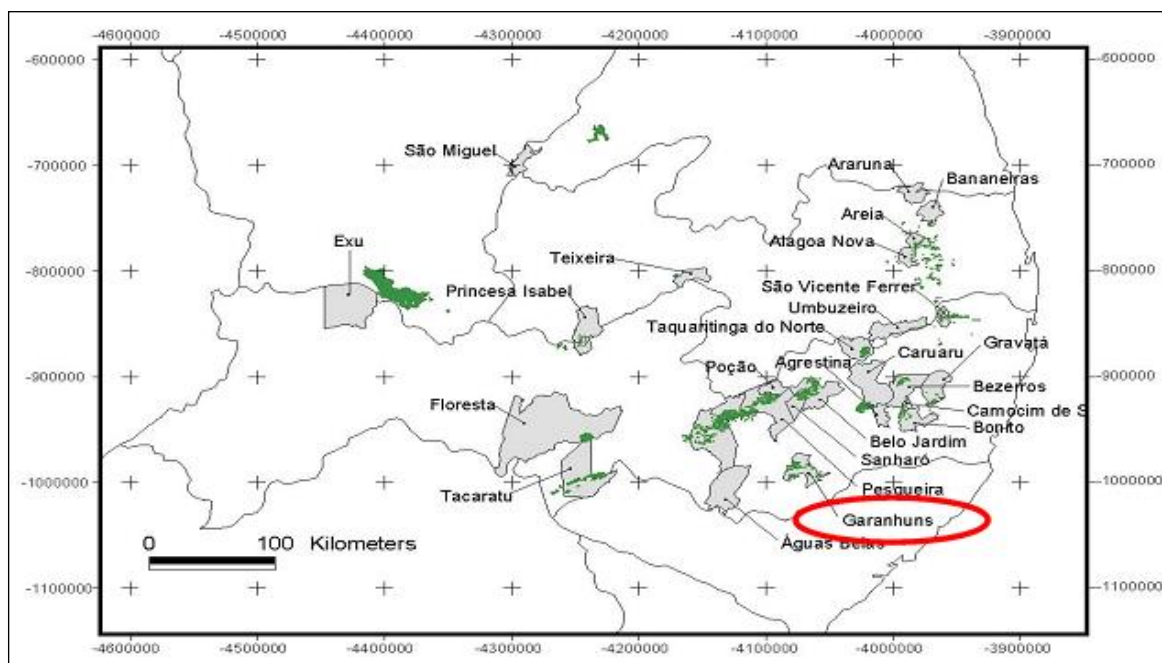 -4600000 -4500000 -4400000 -4300000 -4200000 -4100000 -4000000 -3900000
-600000 -600000
São Miguel
-700000 -700000
Araruna
Bananeiras
Areia
Alagoa Nova
Exu
Teixeira
-800000 -800000
São Vicente Ferrer
Princesa Isabel
Umbuzeiro
Taquaritinga do Norte
Gravatá
Caruaru
Poção
Agrestina
-900000 -900000
Bezerros
Floresta
Camocim de S
Bonito
Belo Jardim
Sanharó
Tacaratu
Pesqueira
-1000000 -1000000
Garanhuns
Águas Belas
0 100 Kilometers
-1100000 -1100000
-4600000 -4500000 -4400000 -4300000 -4200000 -4100000 -4000000 -3900000